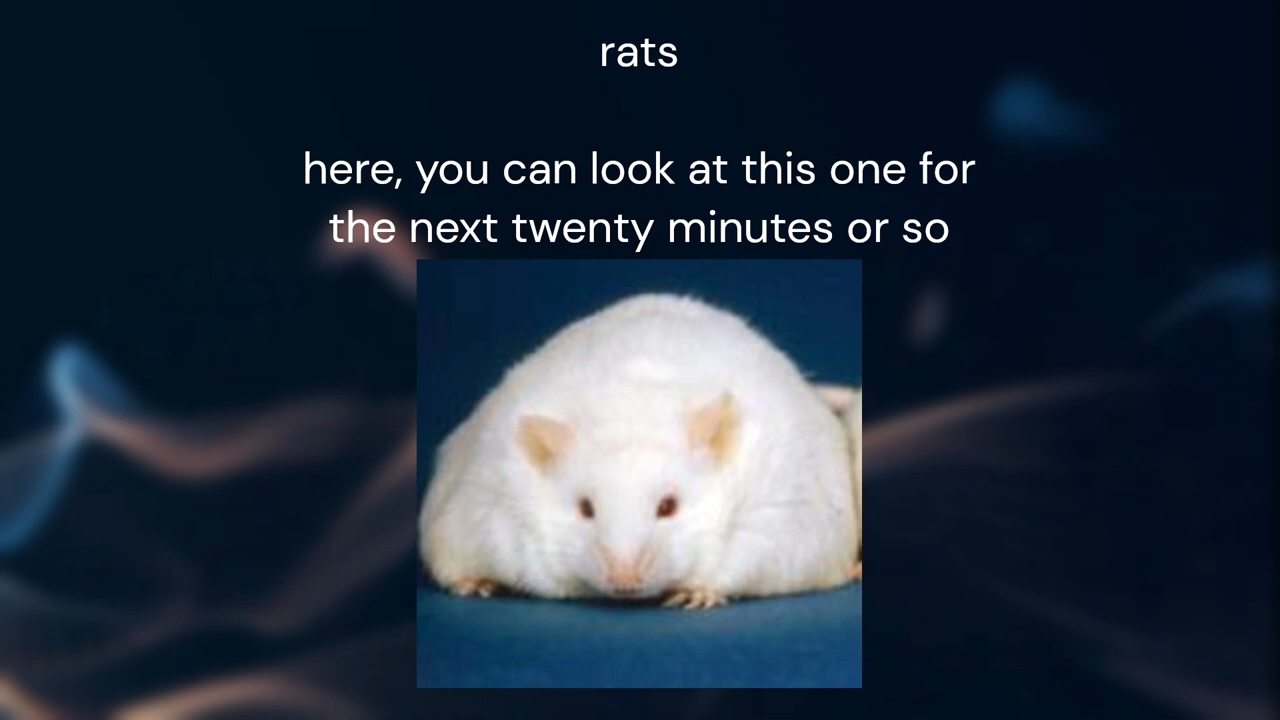 rats
here, you can look at this one for
the next twenty minutes or so